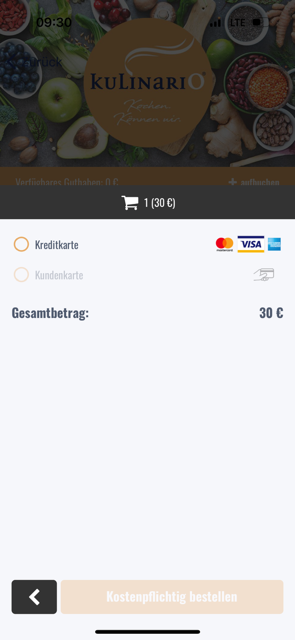 09:30
LTE
Zurück
kuLinariO
Kochen.
Können wir.
Verfügbares Guthaben: 0 €
+ aufbuchen
1 (30 €)
Kreditkarte
VISA
Kundenkarte
Gesamtbetrag:
30 €
Kostenpflichtig bestellen